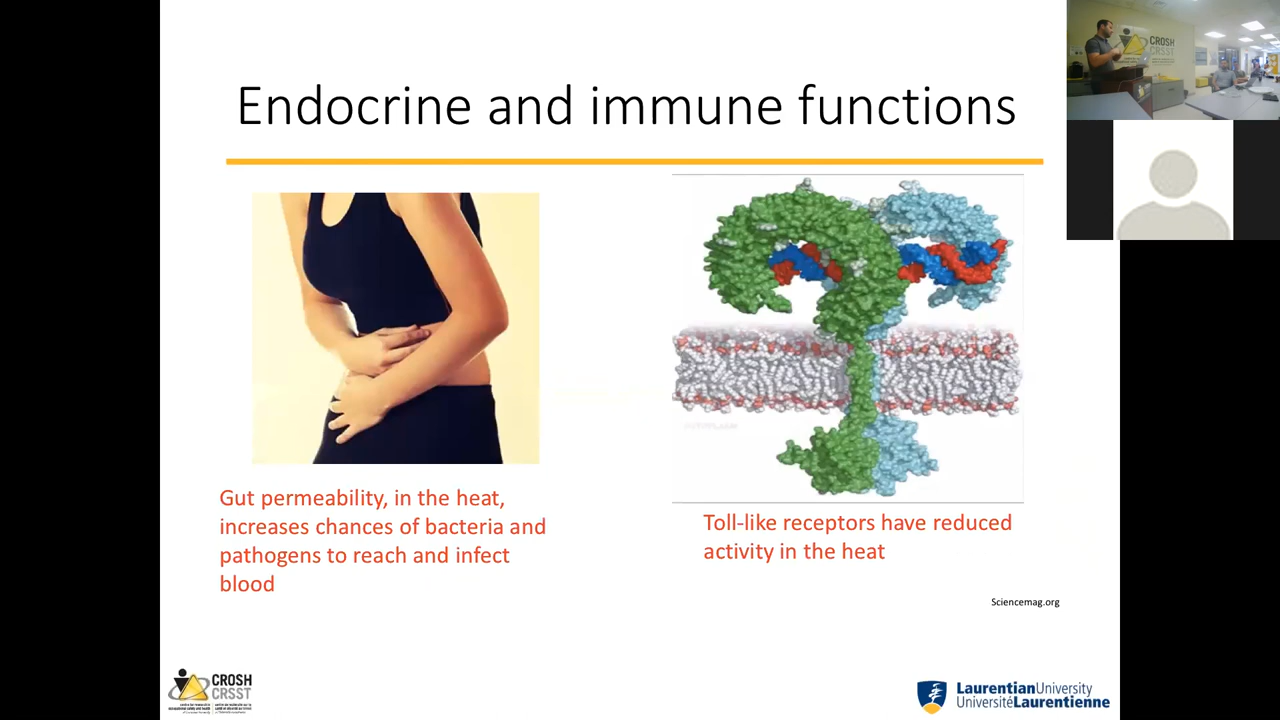 Endocrine and immune functions
CROSH
CRSST
Gut permeability, in the heat,
increases chances of bacteria and
pathogens to reach and infect
blood
Toll-like receptors have reduced
activity in the heat
Sciencemag.org
CROSH
CRSST
LaurentianUniversity
UniversitéLaurentienne